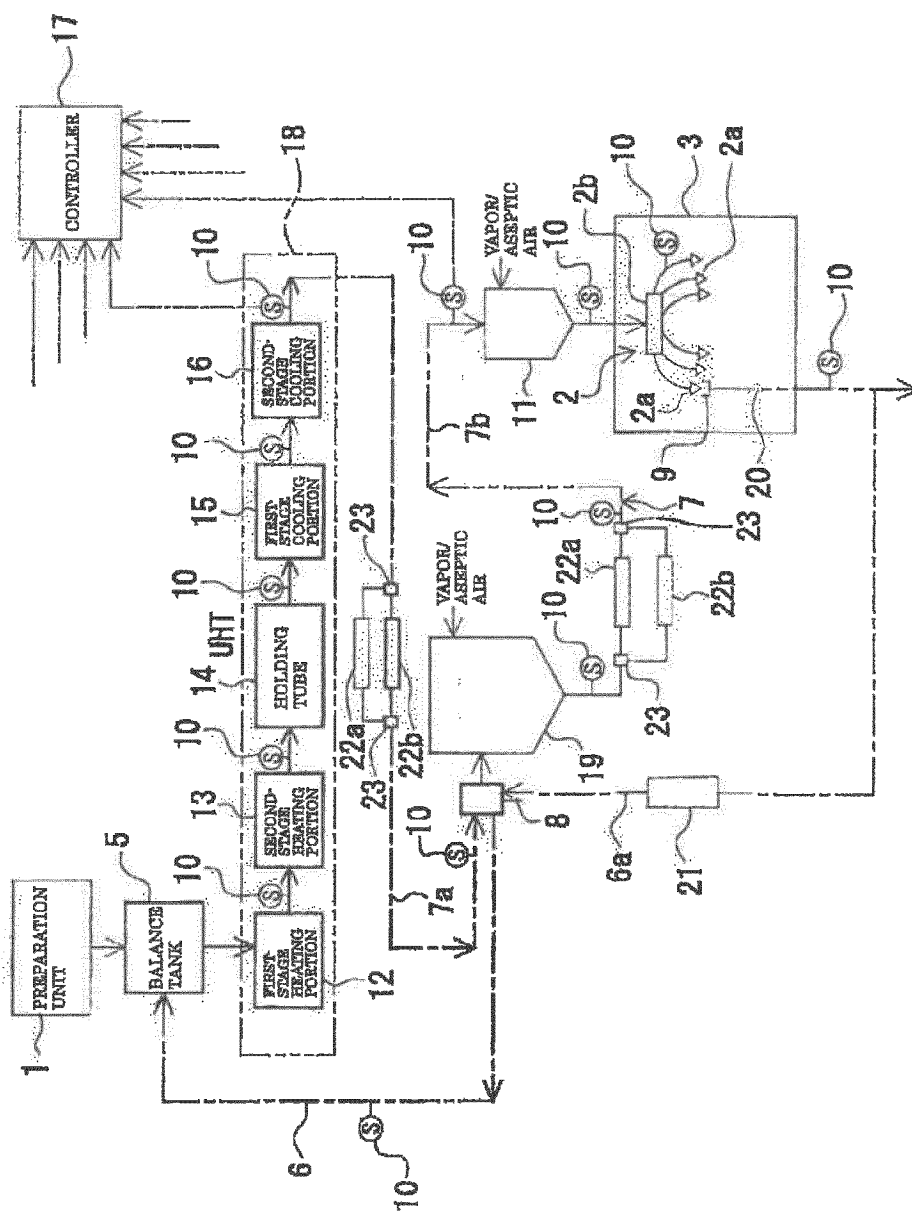 17
CONTROLLER
18
10
SECOND-
STAGE
COOLING
PORTION
16
10
FIRST-
STAGE
COOLING
PORTION
15
10
UHT
14
HOLDING
TUBE
10
SECOND-
STAGE
HEATING
PORTION
13
10
FIRST-
STAGE
HEATING
PORTION
12
5
BALANCE
TANK
PREPARATION
UNIT
1
6
10
23
22a
22b
23
7a
10
8
VAPOR/
ASEPTIC
AIR
19
10
23
22a
22b
10
23
7
7b
10
VAPOR/
ASEPTIC
AIR
10
11
2
2b
10
3
2a
2a
9
20
10
6a
21
S
S
S
S
S
S
S
S
S
S
S
S
S